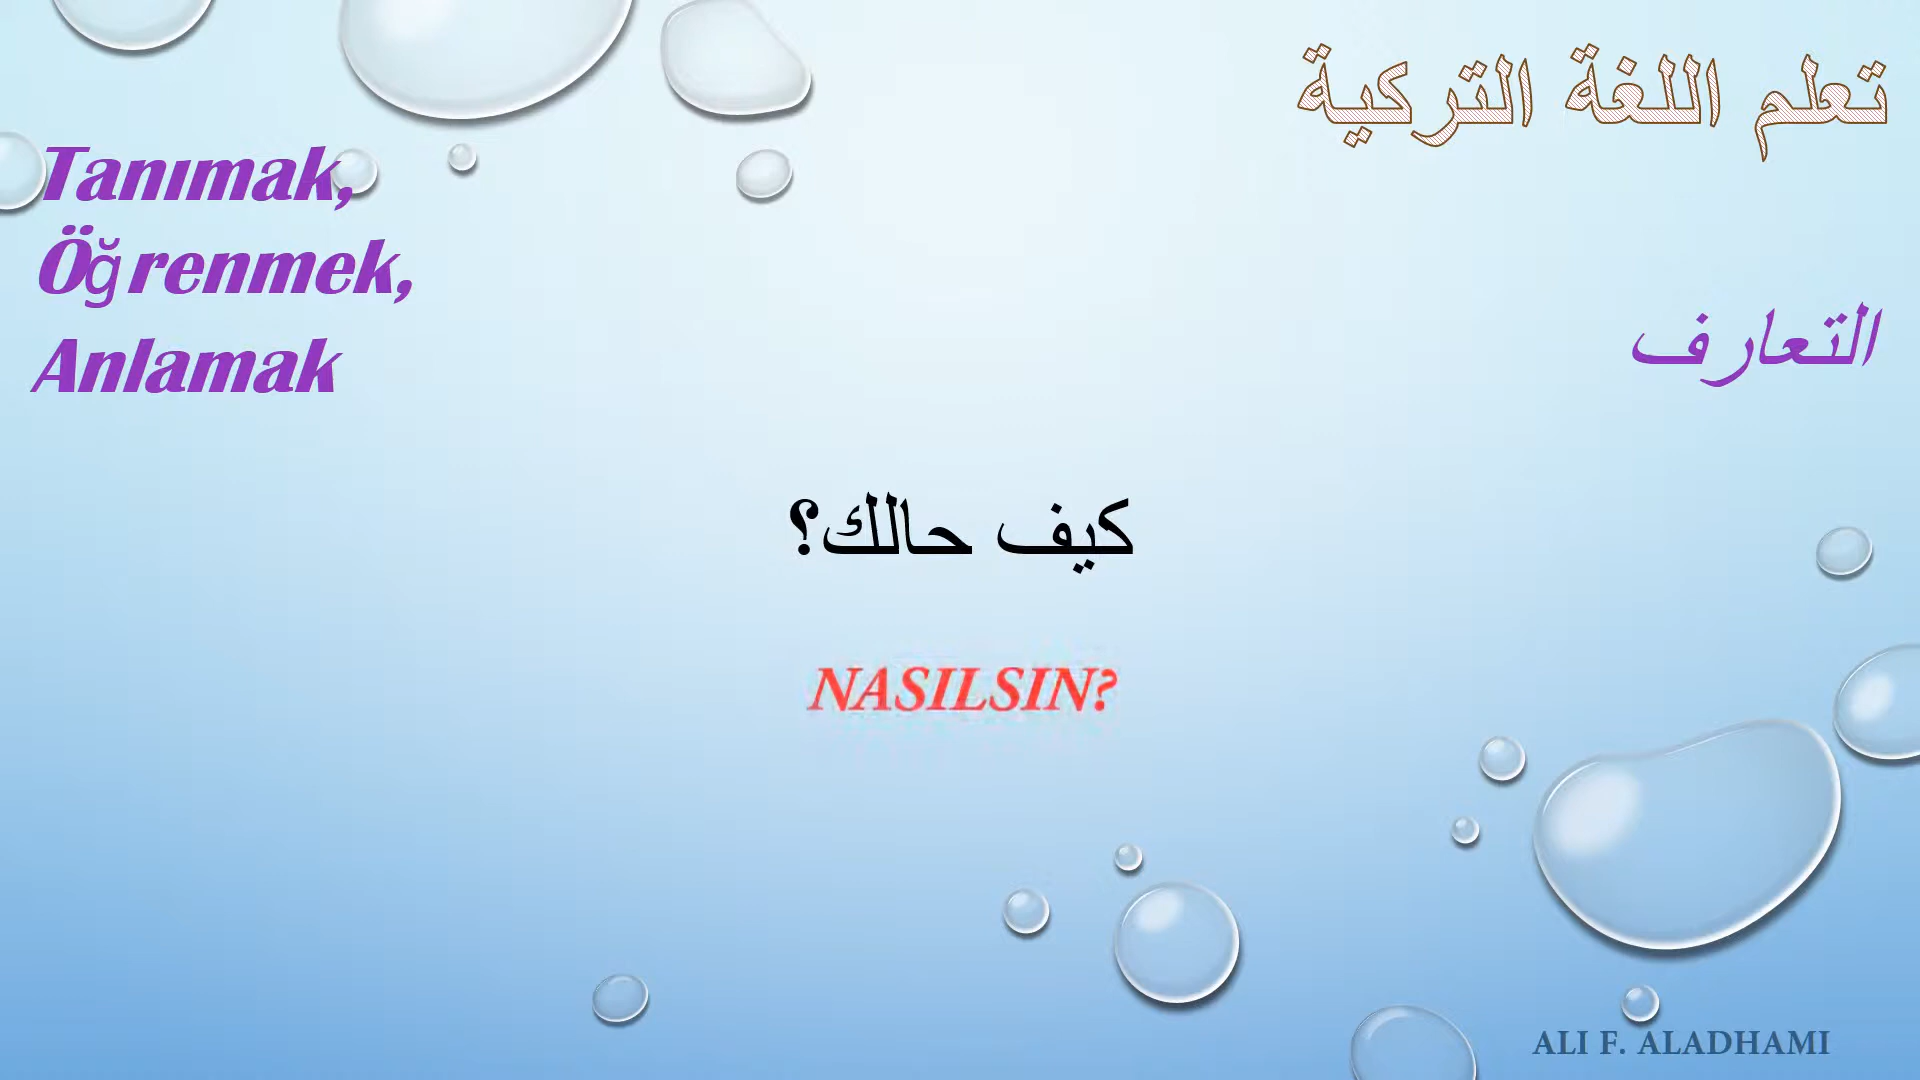 تعلم اللغة التركية
Tanımak,
Öğrenmek,
Anlamak
التعارف
كيف حالك؟
NASILSIN?
ALI F. ALADHAMI